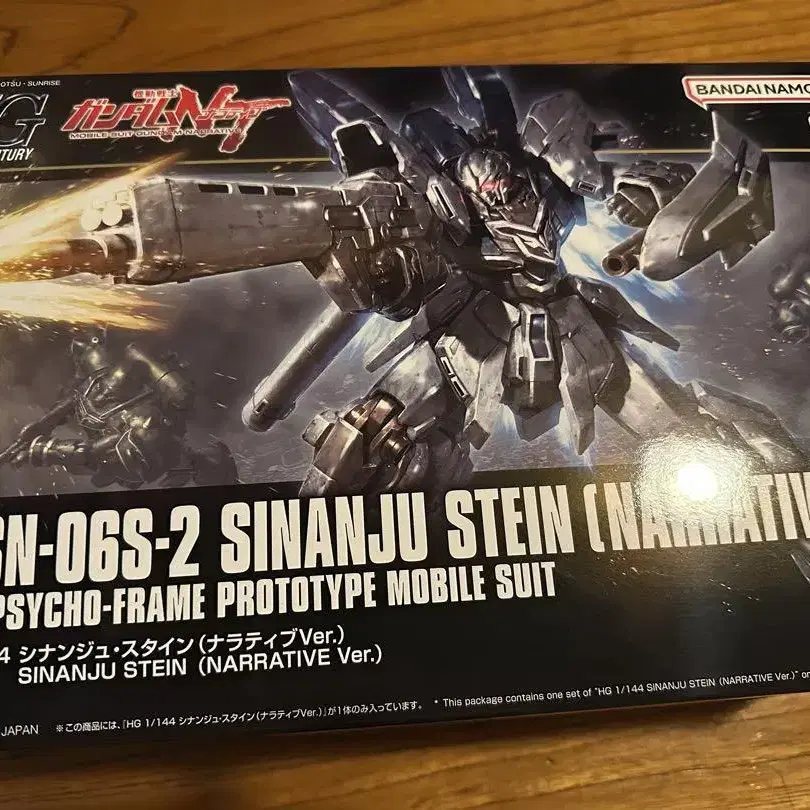 OTSU・SUNRISE
G
TURY
機動戦士
ガンダムNT
MOBILE SUIT GUNDAM NARRATIVE
BANDAI NAMCO
SN-06S-2 SINANJU STEIN (NARRATIV
PSYCHO-FRAME PROTOTYPE MOBILE SUIT
4 シナンジュ・スタイン(ナラティブVer.)
SINANJU STEIN (NARRATIVE Ver.)
JAPAN ※この商品には、『HG 1/144 シナンジュ・スタイン(ナラティブVer.)』が1体のみ入っています。 * This package contains one set of "HG 1/144 SINANJU STEIN (NARRATIVE Ver.)" on